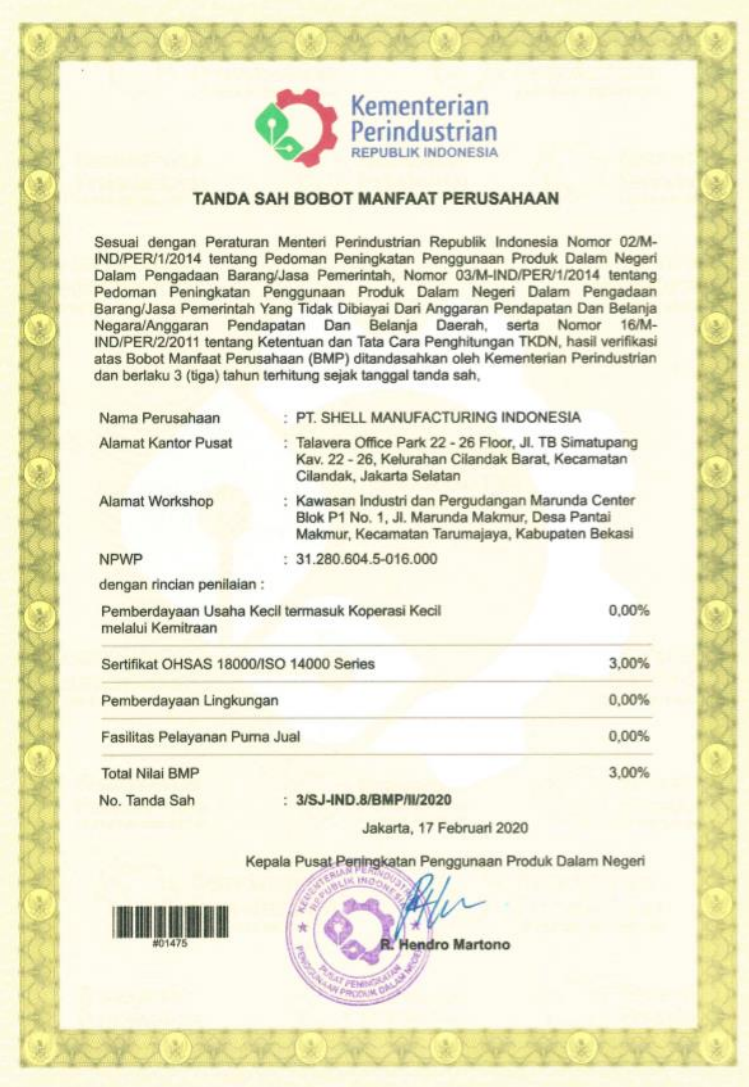 Kementerian
Perindustrian
REPUBLIK INDONESIA
TANDA SAH BOBOT MANFAAT PERUSAHAAN
Sesuai dengan Peraturan Menteri Perindustrian Republik Indonesia Nomor 02/M-
IND/PER/1/2014 tentang Pedoman Peningkatan Penggunaan Produk Dalam Negeri
Dalam Pengadaan Barang/Jasa Pemerintah, Nomor 03/M-IND/PER/1/2014 tentang
Pedoman Peningkatan Penggunaan Produk Dalam Negeri Dalam Pengadaan
Barang/Jasa Pemerintah Yang Tidak Dibiayai Dari Anggaran Pendapatan Dan Belanja
Negara/Anggaran Pendapatan Dan Belanja Daerah, serta Nomor 16/M-
IND/PER/2/2011 tentang Ketentuan dan Tata Cara Penghitungan TKDN, hasil verifikasi
atas Bobot Manfaat Perusahaan (BMP) ditandasahkan oleh Kementerian Perindustrian
dan berlaku 3 (tiga) tahun terhitung sejak tanggal tanda sah,
Nama Perusahaan : PT. SHELL MANUFACTURING INDONESIA
Alamat Kantor Pusat : Talavera Office Park 22 - 26 Floor, Jl. TB Simatupang
Kav. 22 - 26, Kelurahan Cilandak Barat, Kecamatan
Cilandak, Jakarta Selatan
Alamat Workshop : Kawasan Industri dan Pergudangan Marunda Center
Blok P1 No. 1, Jl. Marunda Makmur, Desa Pantai
Makmur, Kecamatan Tarumajaya, Kabupaten Bekasi
NPWP : 31.280.604.5-016.000
dengan rincian penilaian :
Pemberdayaan Usaha Kecil termasuk Koperasi Kecil 0,00%
melalui Kemitraan
Sertifikat OHSAS 18000/ISO 14000 Series 3,00%
Pemberdayaan Lingkungan 0,00%
Fasilitas Pelayanan Purna Jual 0,00%
Total Nilai BMP 3,00%
No. Tanda Sah : 3/SJ-IND.8/BMP/II/2020
Jakarta, 17 Februari 2020
Kepala Pusat Peningkatan Penggunaan Produk Dalam Negeri
KEMENTERIAN PERINDUSTRIAN
REPUBLIK INDONESIA
PUSAT PENINGKATAN
PENGGUNAAN PRODUK DALAM NEGERI
R. Hendro Martono
#01475